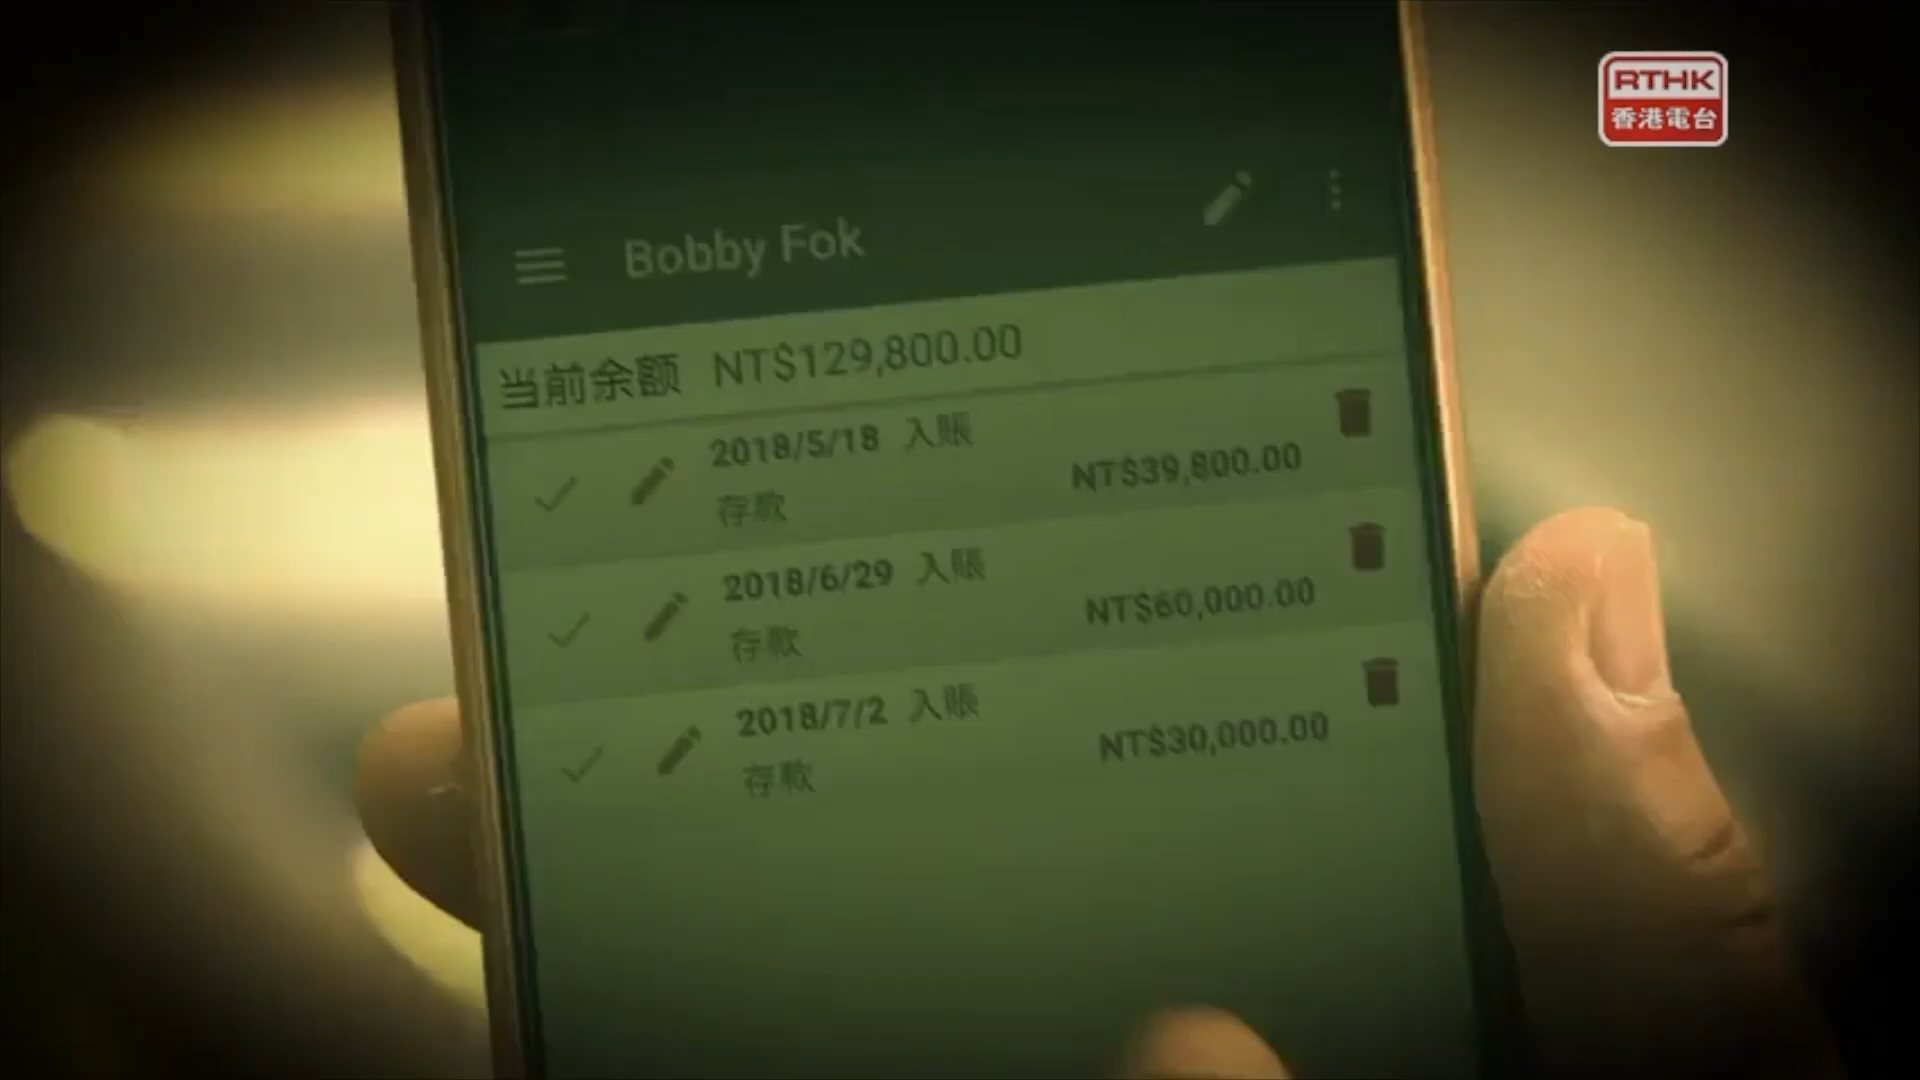 RTHK
香港電台
Bobby Fok
当前余额 NT$129,800.00
2018/5/18 入賬
存款
NT$39,800.00
2018/6/29 入賬
存款
NT$60,000.00
2018/7/2 入賬
存款
NT$30,000.00